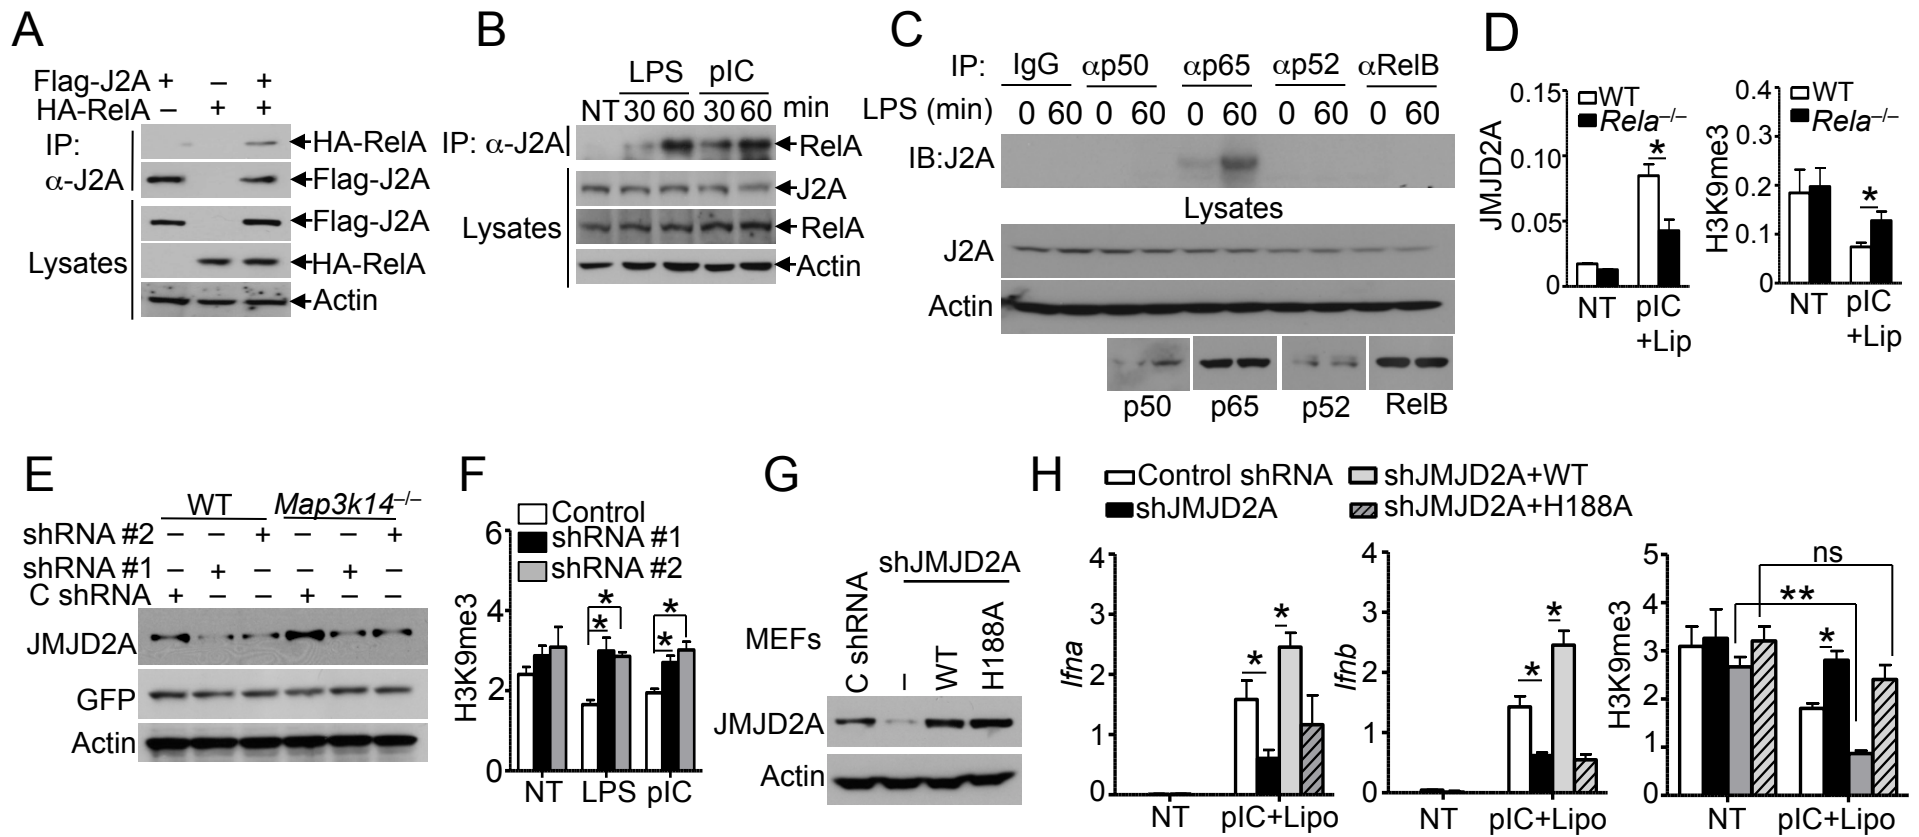 A
Flag-J2A + – +
HA-RelA – + +
IP:
α-J2A
HA-RelA
Flag-J2A
Flag-J2A
Lysates
HA-RelA
Actin
B
LPS pIC
NT 30 60 30 60 min
IP: α-J2A
RelA
J2A
Lysates
RelA
Actin
C
IP: IgG αp50 αp65 αp52 αRelB
LPS (min) 0 60 0 60 0 60 0 60 0 60
IB:J2A
Lysates
J2A
Actin
p50 p65 p52 RelB
D
JMJD2A
0.15
0.10
0.05
0
WT
Rela–/–
*
NT pIC
+Lip
H3K9me3
0.4
0.3
0.2
0.1
0
WT
Rela–/–
*
NT pIC
+Lip
E
WT Map3k14–/–
shRNA #2 – – + – – +
shRNA #1 – + – – + –
C shRNA + – – + – –
JMJD2A
GFP
Actin
F
Control
shRNA #1
shRNA #2
H3K9me3
6
4
2
0
* * * *
NT LPS pIC
G
shJMJD2A
MEFs
C shRNA – WT H188A
JMJD2A
Actin
H
Control shRNA
shJMJD2A+WT
shJMJD2A
shJMJD2A+H188A
Ifna
4
3
2
1
0
*
*
NT pIC+Lipo
Ifnb
4
3
2
1
0
*
*
NT pIC+Lipo
H3K9me3
5
4
3
2
1
0
ns
**
*
NT pIC+Lipo